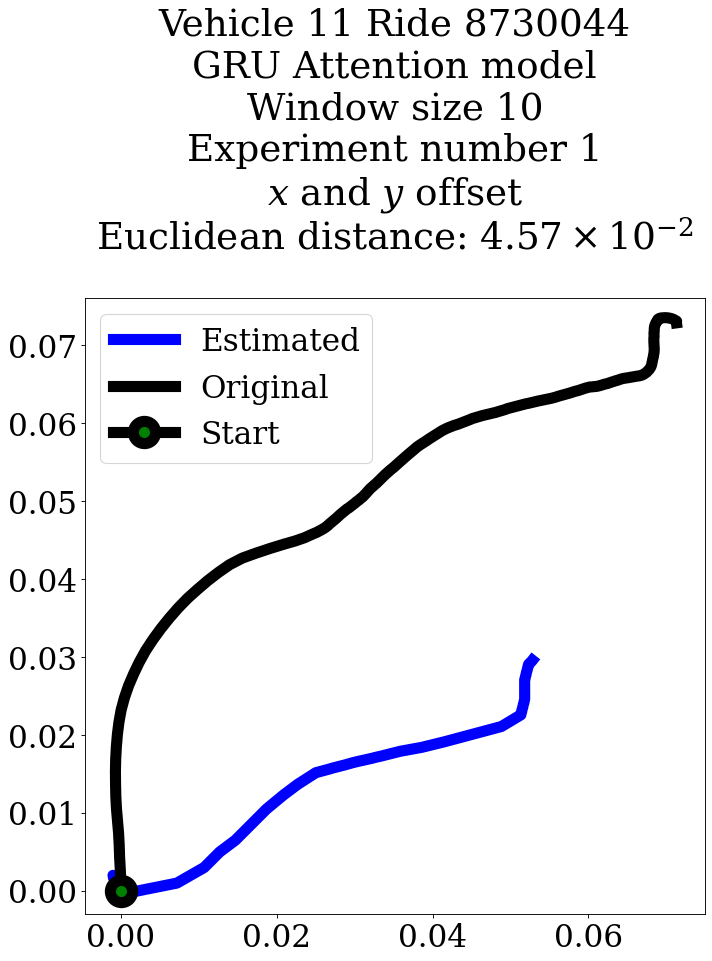 Vehicle 11 Ride 8730044
GRU Attention model
Window size 10
Experiment number 1
x and y offset
Euclidean distance: 4.57 × 10⁻²
Estimated
Original
Start
0.07
0.06
0.05
0.04
0.03
0.02
0.01
0.00
0.00 0.02 0.04 0.06